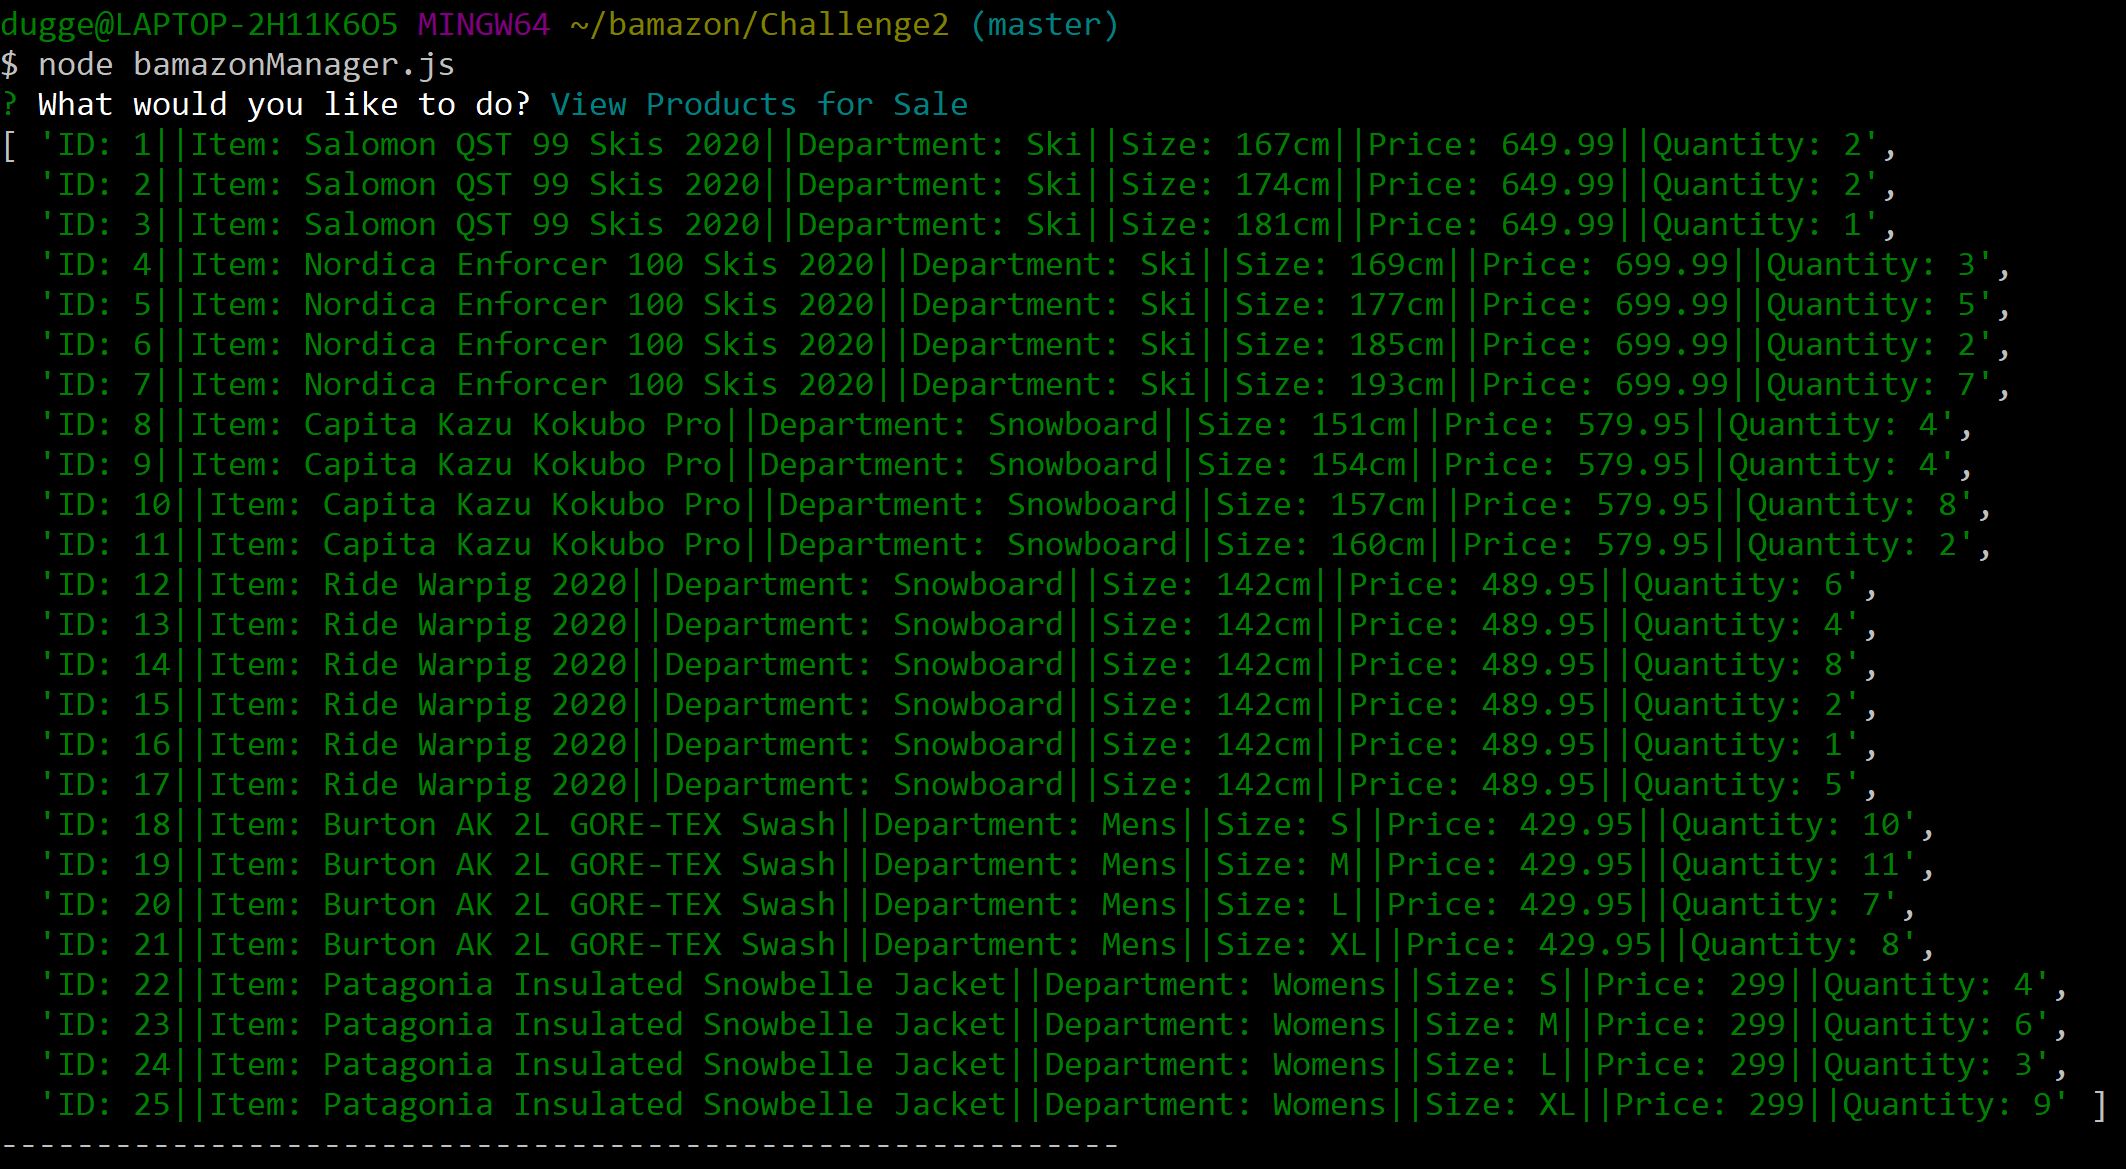 dugge@LAPTOP-2H11K6O5 MINGW64 ~/bamazon/Challenge2 (master)
$ node bamazonManager.js
? What would you like to do? View Products for Sale
[ 'ID: 1||Item: Salomon QST 99 Skis 2020||Department: Ski||Size: 167cm||Price: 649.99||Quantity: 2',
  'ID: 2||Item: Salomon QST 99 Skis 2020||Department: Ski||Size: 174cm||Price: 649.99||Quantity: 2',
  'ID: 3||Item: Salomon QST 99 Skis 2020||Department: Ski||Size: 181cm||Price: 649.99||Quantity: 1',
  'ID: 4||Item: Nordica Enforcer 100 Skis 2020||Department: Ski||Size: 169cm||Price: 699.99||Quantity: 3',
  'ID: 5||Item: Nordica Enforcer 100 Skis 2020||Department: Ski||Size: 177cm||Price: 699.99||Quantity: 5',
  'ID: 6||Item: Nordica Enforcer 100 Skis 2020||Department: Ski||Size: 185cm||Price: 699.99||Quantity: 2',
  'ID: 7||Item: Nordica Enforcer 100 Skis 2020||Department: Ski||Size: 193cm||Price: 699.99||Quantity: 7',
  'ID: 8||Item: Capita Kazu Kokubo Pro||Department: Snowboard||Size: 151cm||Price: 579.95||Quantity: 4',
  'ID: 9||Item: Capita Kazu Kokubo Pro||Department: Snowboard||Size: 154cm||Price: 579.95||Quantity: 4',
  'ID: 10||Item: Capita Kazu Kokubo Pro||Department: Snowboard||Size: 157cm||Price: 579.95||Quantity: 8',
  'ID: 11||Item: Capita Kazu Kokubo Pro||Department: Snowboard||Size: 160cm||Price: 579.95||Quantity: 2',
  'ID: 12||Item: Ride Warpig 2020||Department: Snowboard||Size: 142cm||Price: 489.95||Quantity: 6',
  'ID: 13||Item: Ride Warpig 2020||Department: Snowboard||Size: 142cm||Price: 489.95||Quantity: 4',
  'ID: 14||Item: Ride Warpig 2020||Department: Snowboard||Size: 142cm||Price: 489.95||Quantity: 8',
  'ID: 15||Item: Ride Warpig 2020||Department: Snowboard||Size: 142cm||Price: 489.95||Quantity: 2',
  'ID: 16||Item: Ride Warpig 2020||Department: Snowboard||Size: 142cm||Price: 489.95||Quantity: 1',
  'ID: 17||Item: Ride Warpig 2020||Department: Snowboard||Size: 142cm||Price: 489.95||Quantity: 5',
  'ID: 18||Item: Burton AK 2L GORE-TEX Swash||Department: Mens||Size: S||Price: 429.95||Quantity: 10',
  'ID: 19||Item: Burton AK 2L GORE-TEX Swash||Department: Mens||Size: M||Price: 429.95||Quantity: 11',
  'ID: 20||Item: Burton AK 2L GORE-TEX Swash||Department: Mens||Size: L||Price: 429.95||Quantity: 7',
  'ID: 21||Item: Burton AK 2L GORE-TEX Swash||Department: Mens||Size: XL||Price: 429.95||Quantity: 8',
  'ID: 22||Item: Patagonia Insulated Snowbelle Jacket||Department: Womens||Size: S||Price: 299||Quantity: 4',
  'ID: 23||Item: Patagonia Insulated Snowbelle Jacket||Department: Womens||Size: M||Price: 299||Quantity: 6',
  'ID: 24||Item: Patagonia Insulated Snowbelle Jacket||Department: Womens||Size: L||Price: 299||Quantity: 3',
  'ID: 25||Item: Patagonia Insulated Snowbelle Jacket||Department: Womens||Size: XL||Price: 299||Quantity: 9' ]
-----------------------------------------------------------